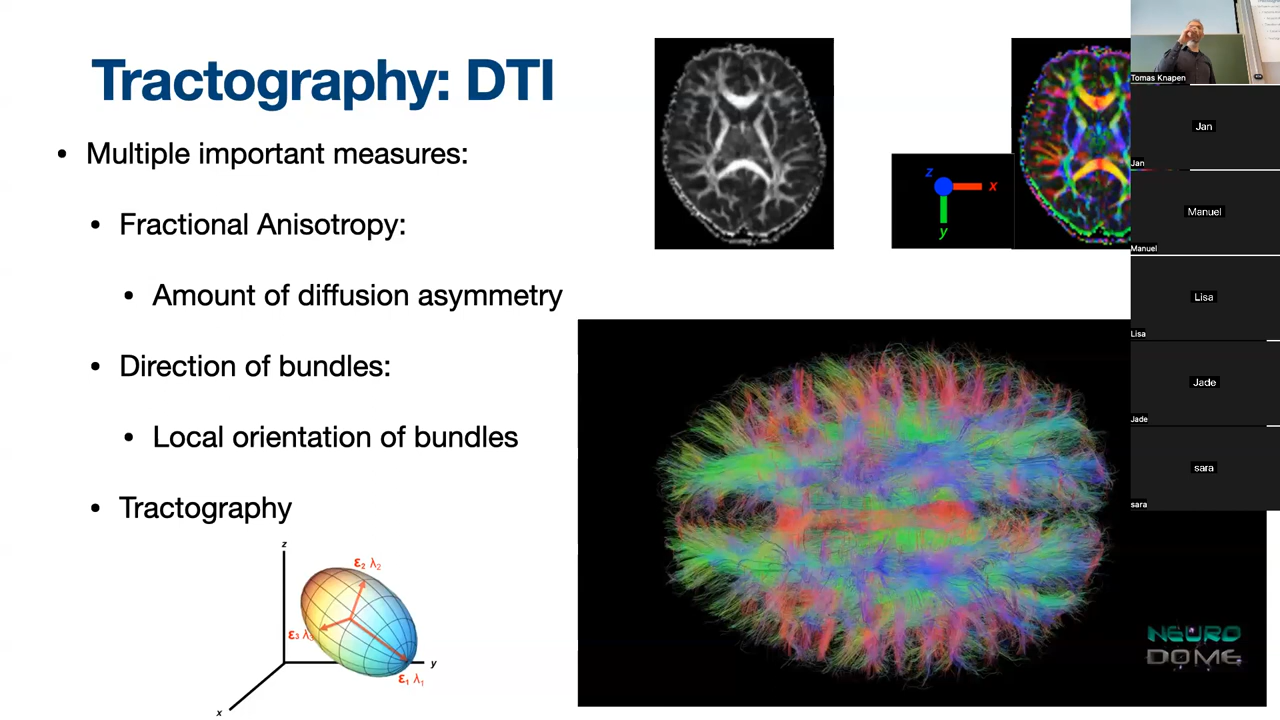 Tractography: DTI
• Multiple important measures:
• Fractional Anisotropy:
• Amount of diffusion asymmetry
• Direction of bundles:
• Local orientation of bundles
• Tractography
z
ε2 λ2
ε3 λ3
y
ε1 λ1
x
z
x
y
NEURO
DOME
Tomas Knapen
Jan
Jan
Manuel
Manuel
Lisa
Lisa
Jade
Jade
sara
sara